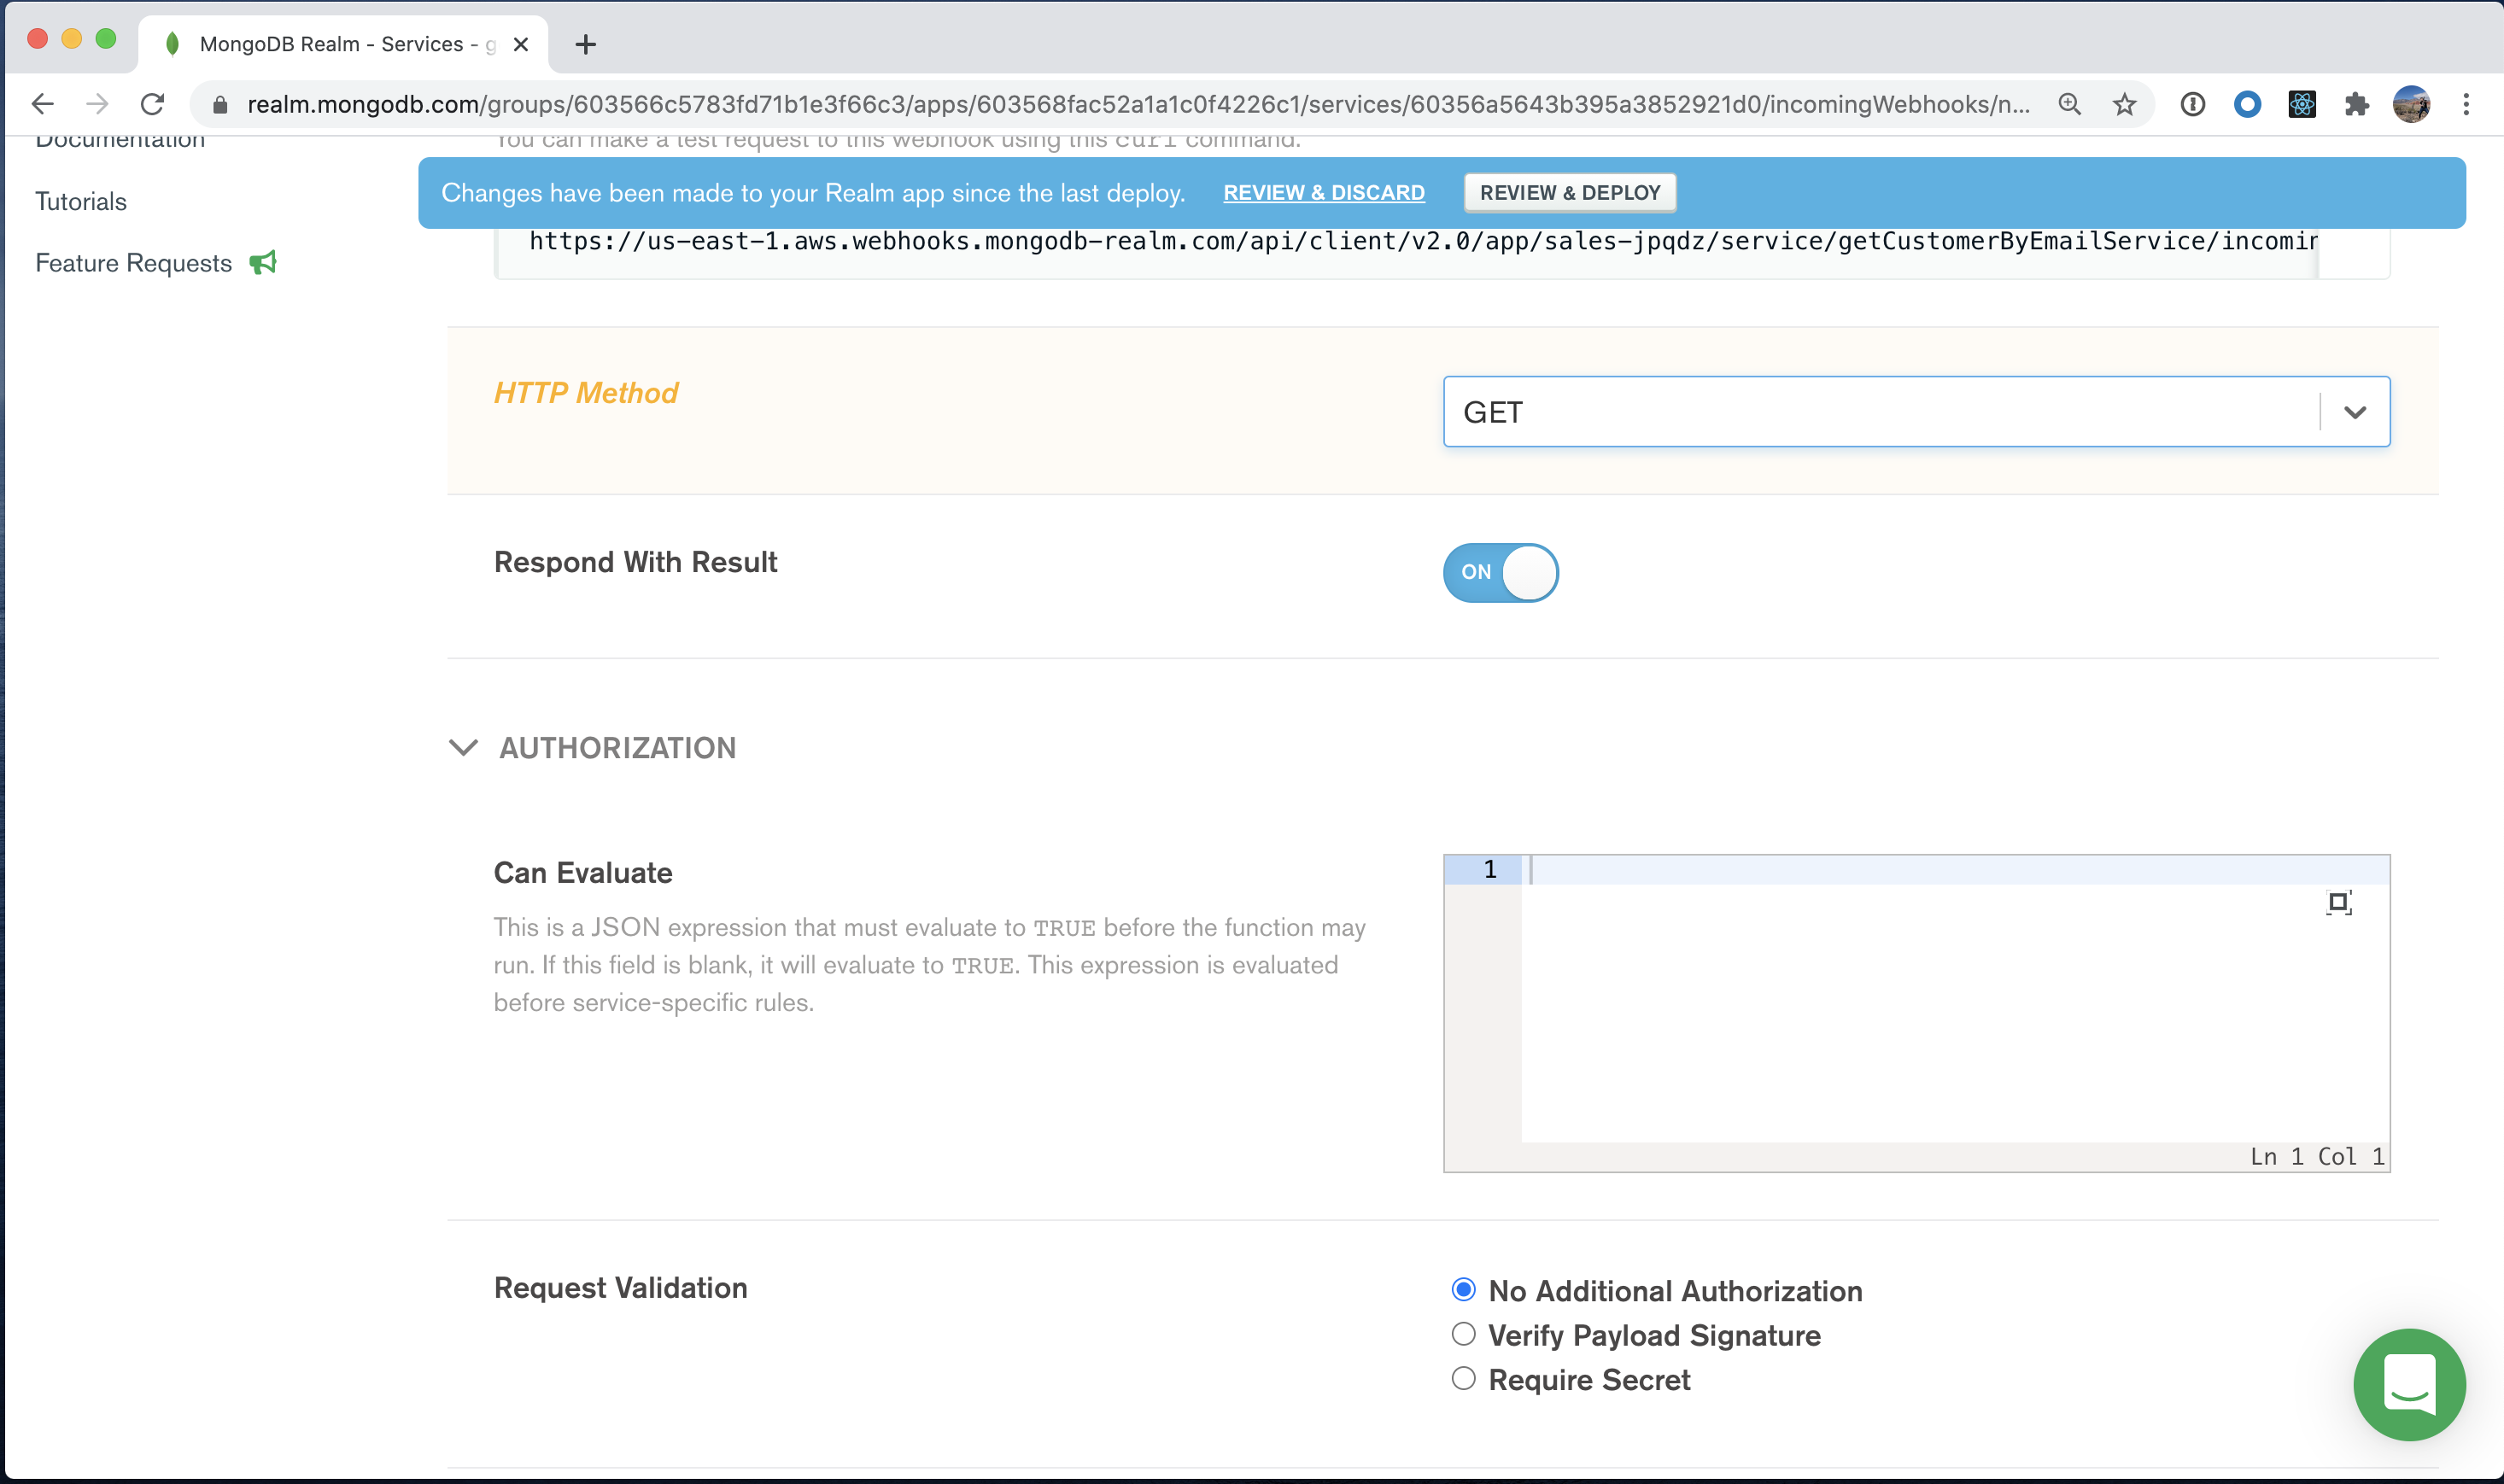 MongoDB Realm - Services - g
realm.mongodb.com/groups/603566c5783fd71b1e3f66c3/apps/603568fac52a1a1c0f4226c1/services/60356a5643b395a3852921d0/incomingWebhooks/n...
Documentation
You can make a test request to this webhook using this curl command.
Tutorials
Changes have been made to your Realm app since the last deploy. REVIEW & DISCARD REVIEW & DEPLOY
https://us-east-1.aws.webhooks.mongodb-realm.com/api/client/v2.0/app/sales-jpqdz/service/getCustomerByEmailService/incomin
Feature Requests
HTTP Method
GET
Respond With Result
ON
AUTHORIZATION
Can Evaluate
This is a JSON expression that must evaluate to TRUE before the function may
run. If this field is blank, it will evaluate to TRUE. This expression is evaluated
before service-specific rules.
1
Ln 1 Col 1
Request Validation
No Additional Authorization
Verify Payload Signature
Require Secret